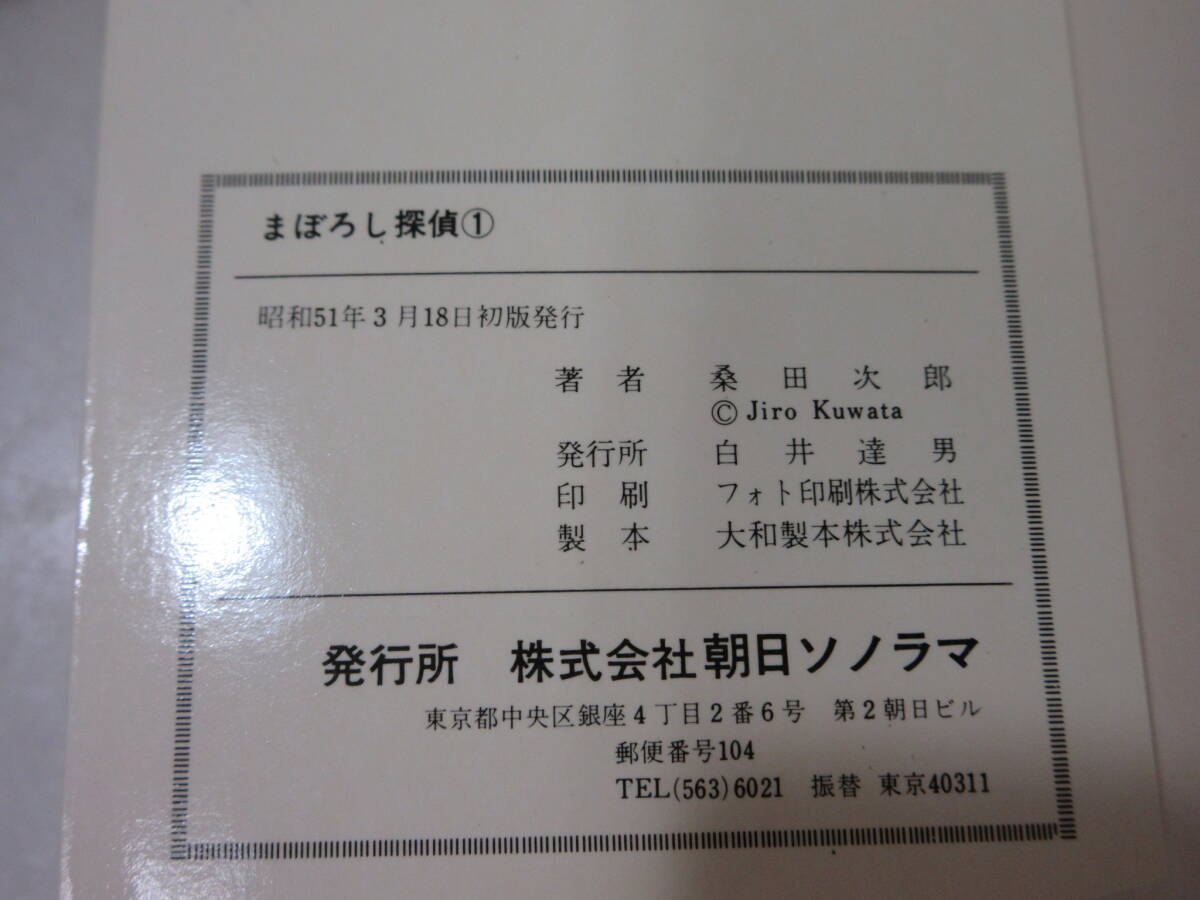 まぼろし探偵①
昭和51年3月18日初版発行
著者 桑田次郎
© Jiro Kuwata
発行所 白井達男
印刷 フォト印刷株式会社
製本 大和製本株式会社
発行所 株式会社朝日ソノラマ
東京都中央区銀座4丁目2番6号 第2朝日ビル
郵便番号104
TEL(563)6021 振替 東京40311